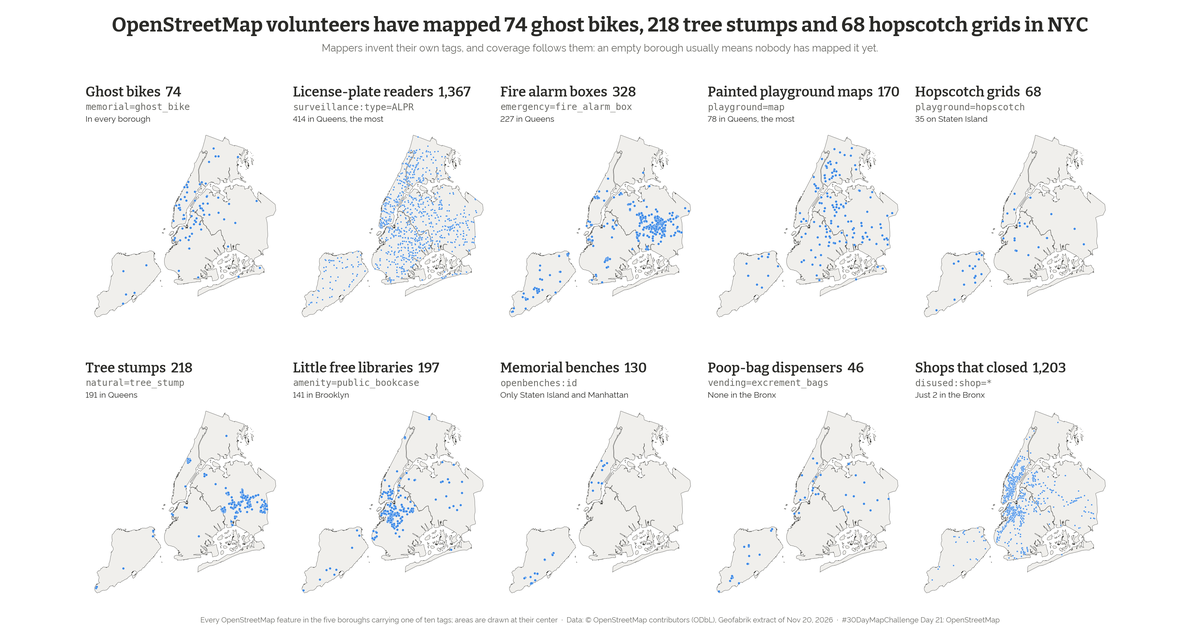 OpenStreetMap volunteers have mapped 74 ghost bikes, 218 tree stumps and 68 hopscotch grids in NYC
Mappers invent their own tags, and coverage follows them: an empty borough usually means nobody has mapped it yet.
Ghost bikes 74
memorial=ghost_bike
In every borough
License-plate readers 1,367
surveillance:type=ALPR
414 in Queens, the most
Fire alarm boxes 328
emergency=fire_alarm_box
227 in Queens
Painted playground maps 170
playground=map
78 in Queens, the most
Hopscotch grids 68
playground=hopscotch
35 on Staten Island
Tree stumps 218
natural=tree_stump
191 in Queens
Little free libraries 197
amenity=public_bookcase
141 in Brooklyn
Memorial benches 130
openbenches:id
Only Staten Island and Manhattan
Poop-bag dispensers 46
vending=excrement_bags
None in the Bronx
Shops that closed 1,203
disused:shop=*
Just 2 in the Bronx
Every OpenStreetMap feature in the five boroughs carrying one of ten tags; areas are drawn at their center · Data: © OpenStreetMap contributors (ODbL), Geofabrik extract of Nov 20, 2026 · #30DayMapChallenge Day 21: OpenStreetMap